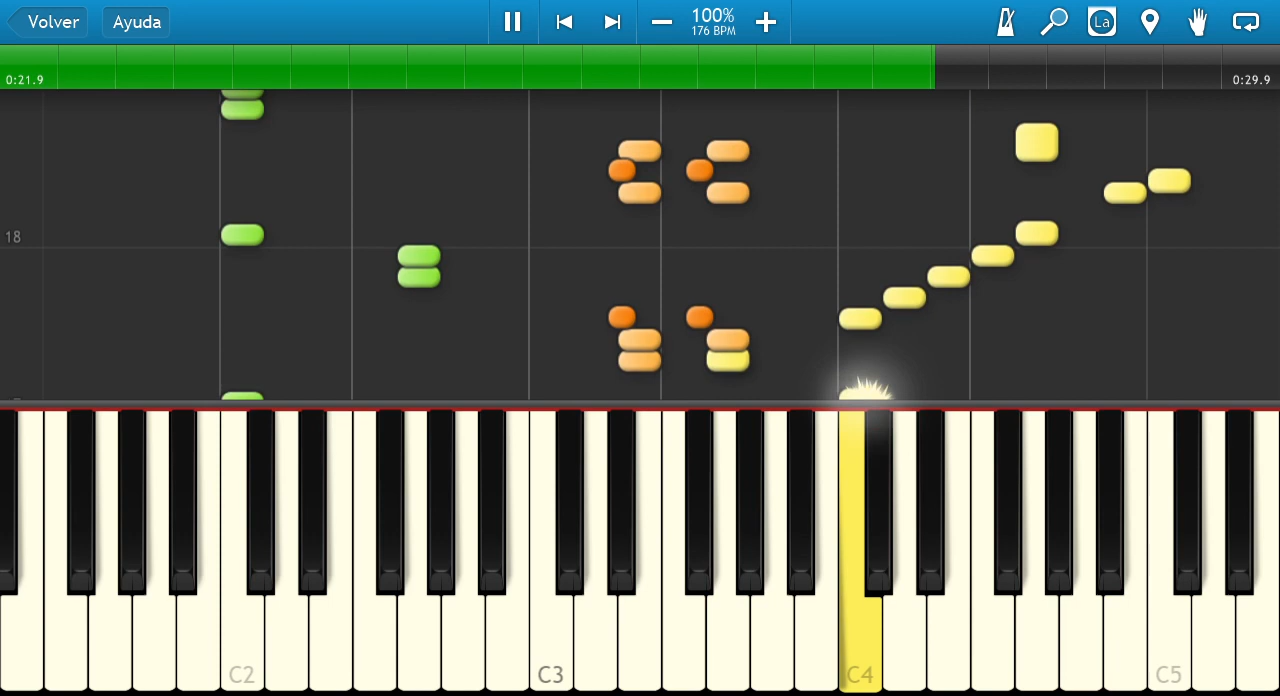 Volver
Ayuda
100%
176 BPM
La
0:21.9
0:29.9
18
C2
C3
C4
C5